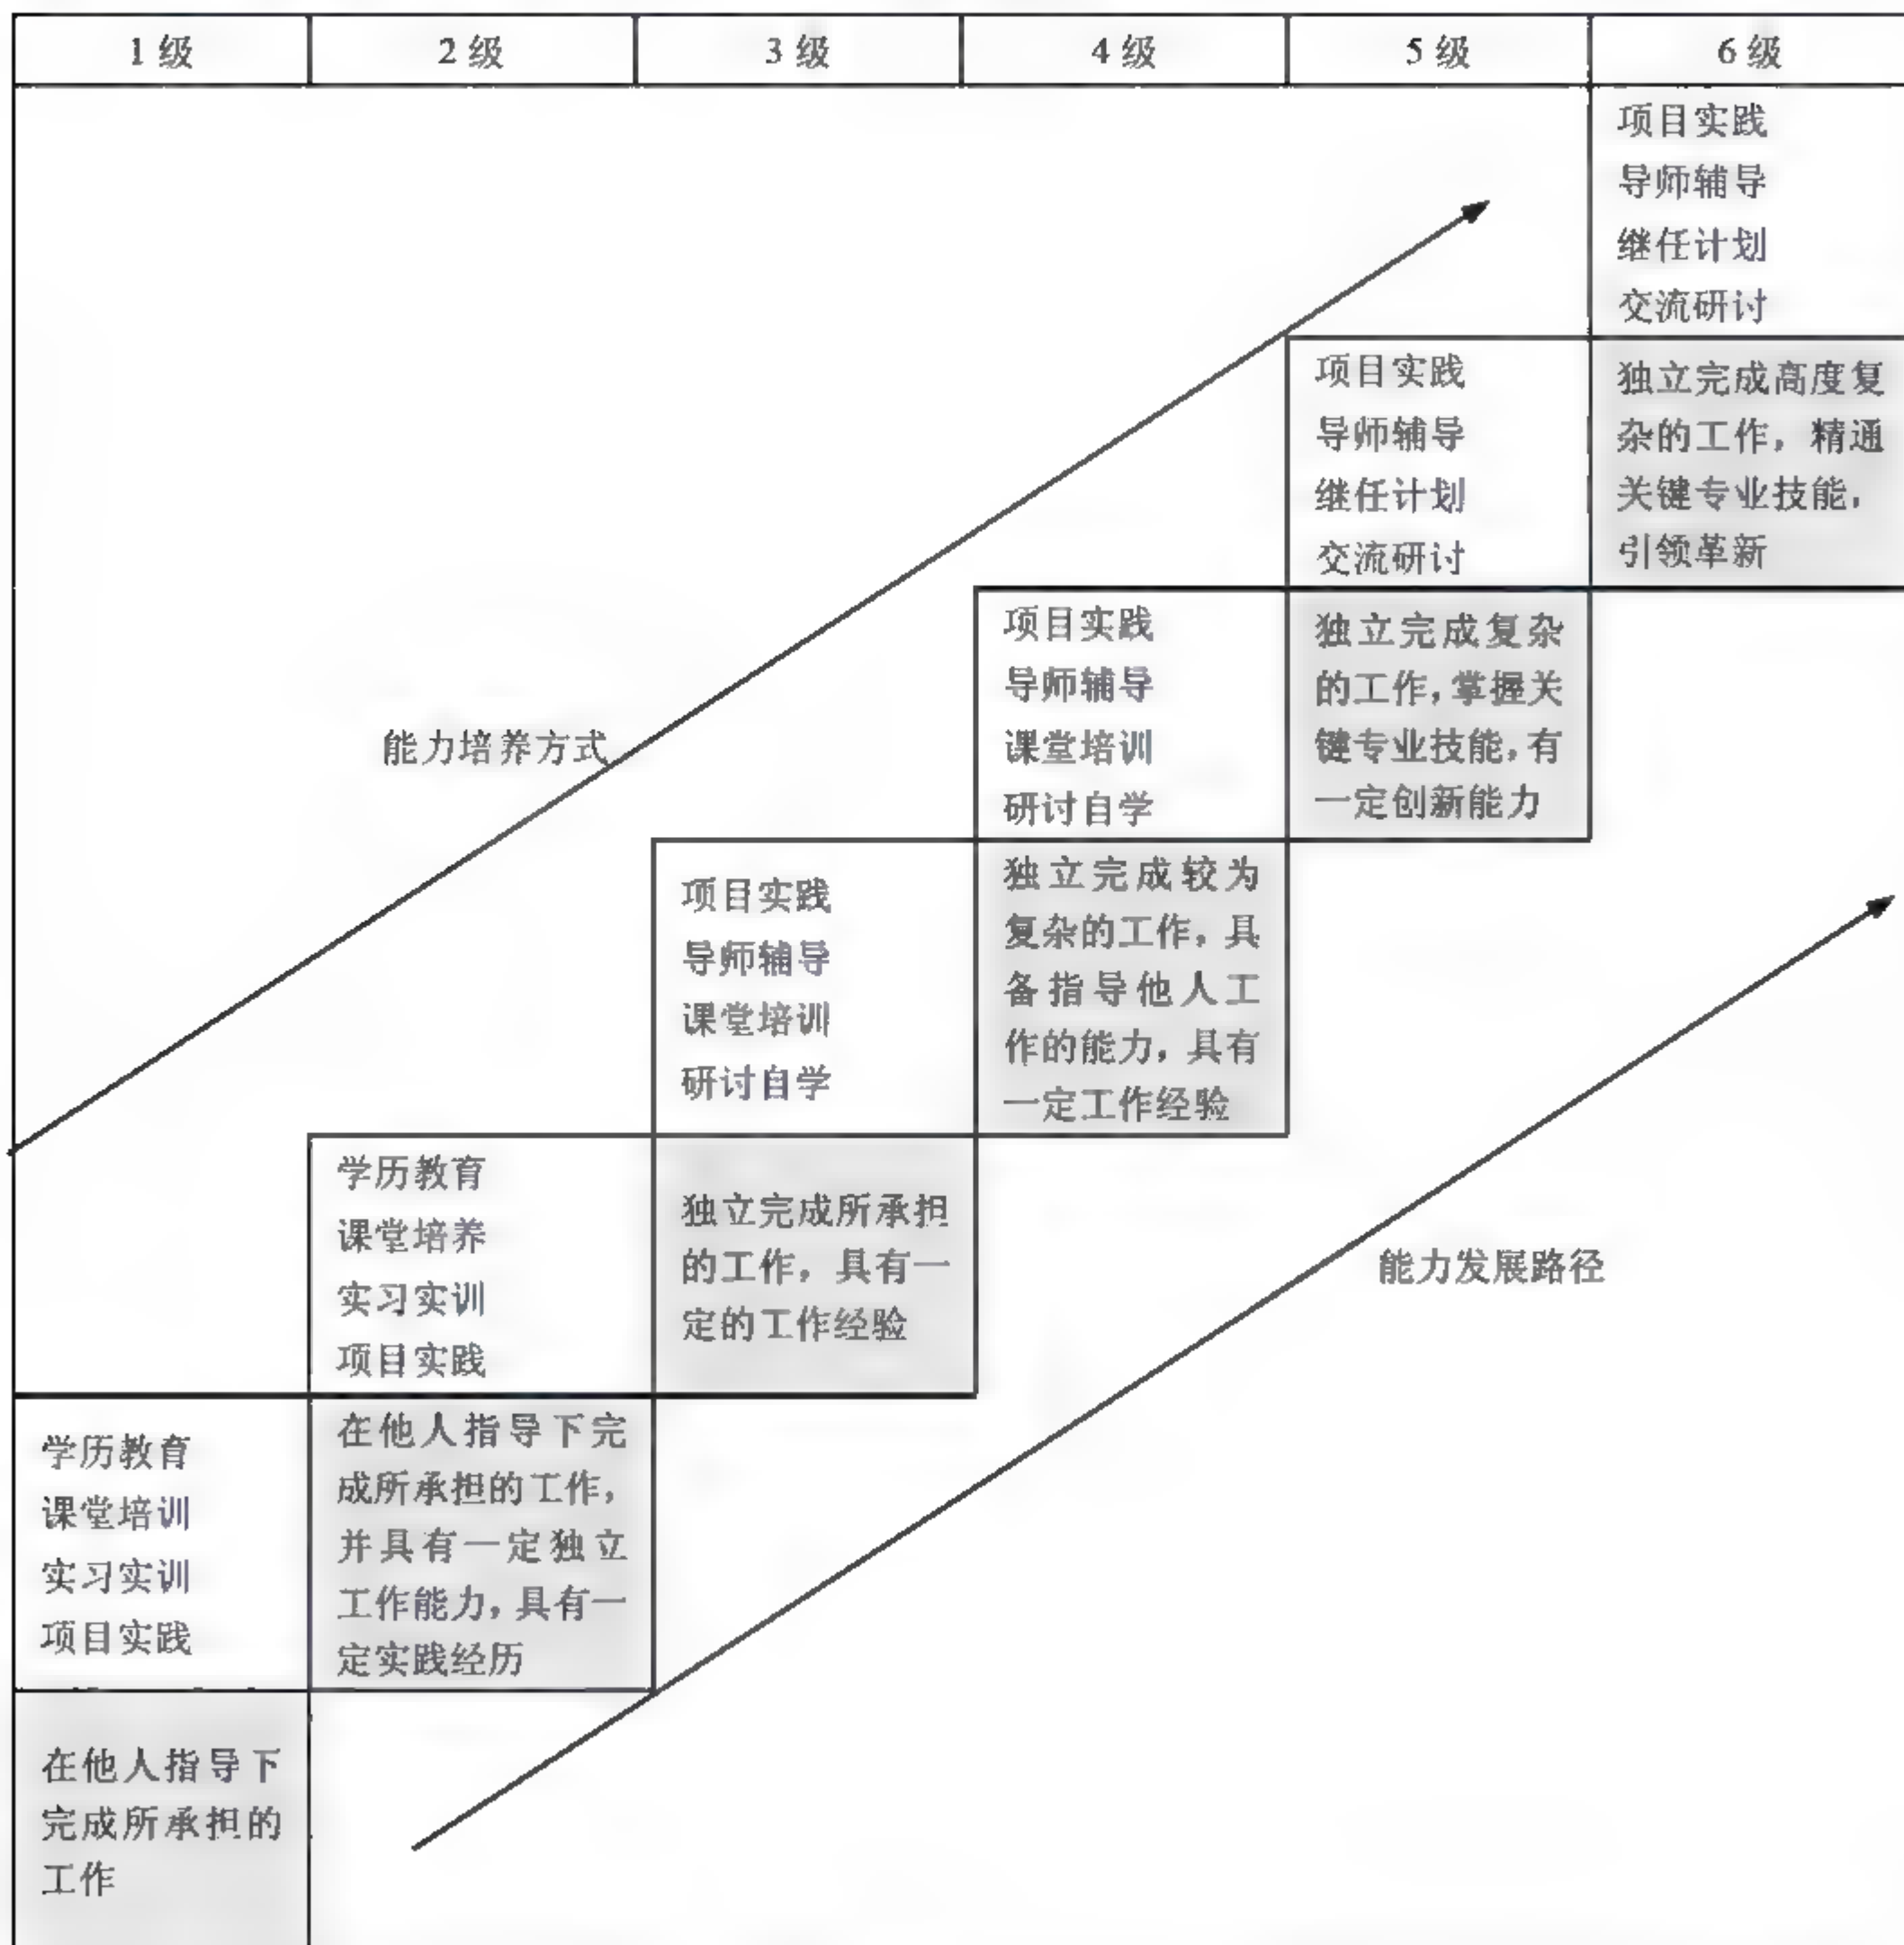 1 级
2 级
3 级
4 级
5 级
6 级
项目实践
导师辅导
继任计划
交流研讨
项目实践
导师辅导
继任计划
交流研讨
独立完成高度复
杂的工作，精通
关键专业技能，
引领革新
项目实践
导师辅导
课堂培训
研讨自学
独立完成复杂
的工作，掌握关
键专业技能，有
一定创新能力
能力培养方式
项目实践
导师辅导
课堂培训
研讨自学
独立完成较为
复杂的工作，具
备指导他人工
作的能力，具有
一定工作经验
学历教育
课堂培养
实习实训
项目实践
独立完成所承担
的工作，具有一
定的工作经验
能力发展路径
学历教育
课堂培训
实习实训
项目实践
在他人指导下完
成所承担的工作，
并具有一定独立
工作能力，具有一
定实践经历
在他人指导下
完成所承担的
工作